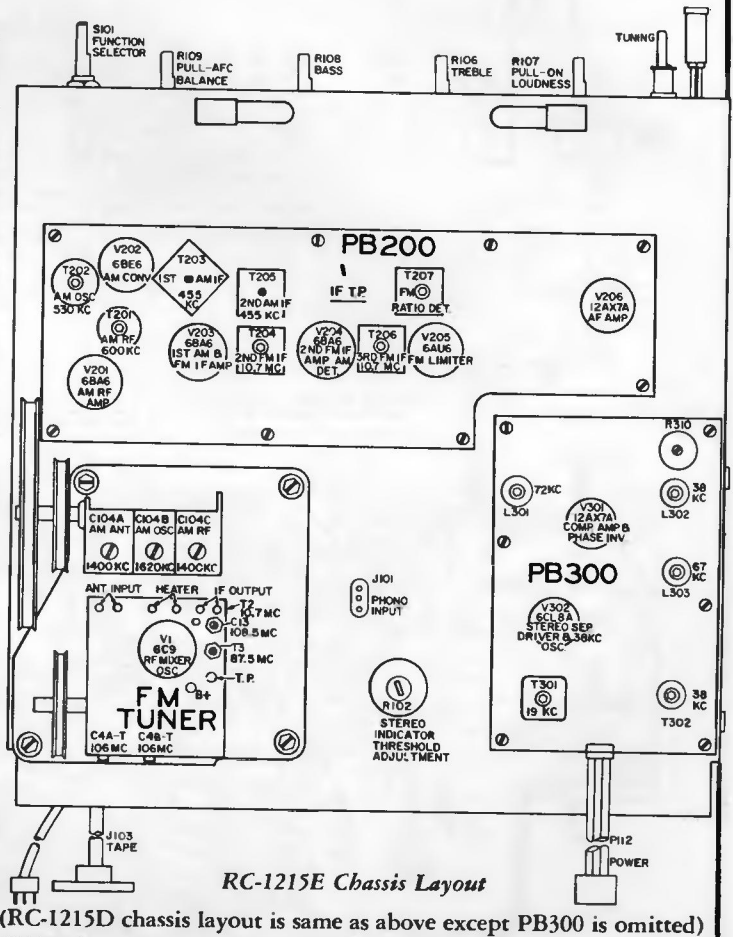 S101
FUNCTION
SELECTOR
R109
PULL-AFC
BALANCE
R108
BASS
R106
TREBLE
R107
PULL-ON
LOUDNESS
TUNING
PB200
V202
6BE6
AM CONV
T203
1ST AM IF
455
KC
T202
AM OSC
530 KC
T205
2ND AM IF
455 KC
IF T.P.
T207
FM
RATIO DET.
V206
12AX7A
AF AMP
T201
AM RF
600KC
V203
6BA6
1ST AM &
FM IF AMP
T204
2ND FM IF
10.7 MC
V204
6BA6
2ND FM IF
AMP AM
DET.
T206
3RD FM IF
10.7 MC
V205
6AU6
FM LIMITER
V201
6BA6
AM RF
AMP
R310
C104A
AM ANT
1400KC
C104B
AM OSC
1620KC
C104C
AM RF
1400KC
72KC
L301
V301
12AX7A
COMP. AMP &
PHASE INV.
38
KC
L302
PB300
67
KC
L303
ANT INPUT
HEATER
IF OUTPUT
T2
10.7MC
C13
108.5MC
T3
87.5MC
T.P.
B+
V1
6C9
RF MIXER
OSC
FM
TUNER
C4A-T
106MC
C4B-T
106MC
J101
PHONO
INPUT
V302
6CL8A
STEREO SEP
DRIVER & 38KC
OSC.
R102
STEREO
INDICATOR
THRESHOLD
ADJUSTMENT
T301
19 KC
38
KC
T302
J103
TAPE
P112
POWER
RC-1215E Chassis Layout
(RC-1215D chassis layout is same as above except PB300 is omitted)